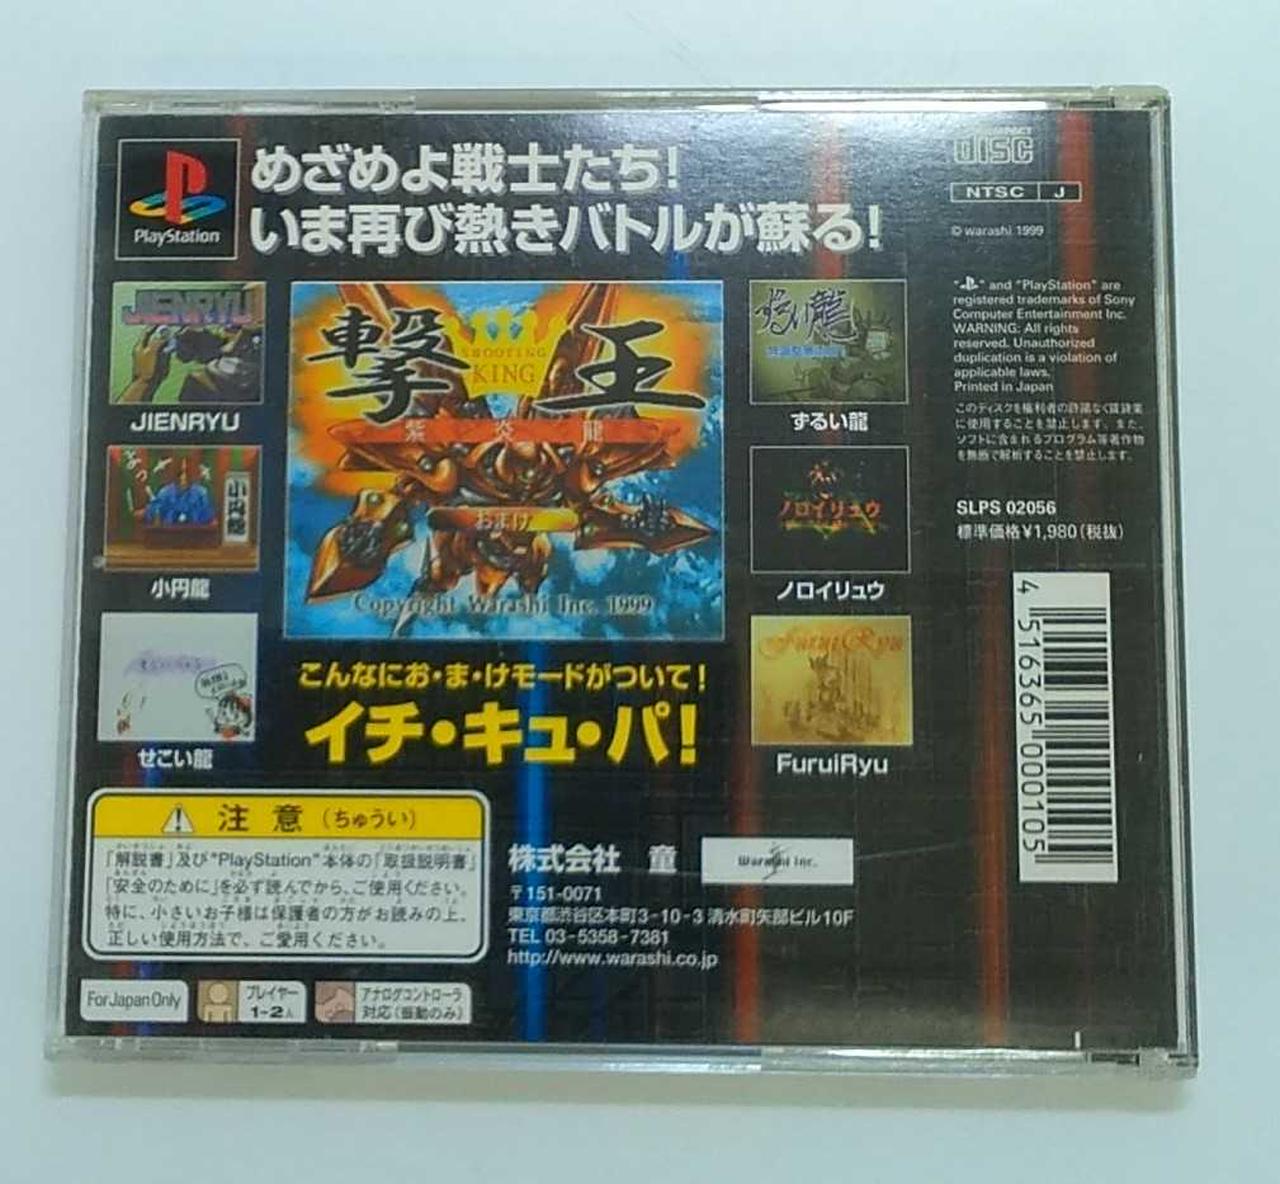 PlayStation
めざめよ戦士たち!
いま再び熱きバトルが蘇る!
COMPACT
disc
NTSC J
© warashi 1999
JIENRYU
JIENRYU
小円龍
小円龍
せこい龍
撃王
SHOOTING
KING
紫炎龍
おまけ
Copyright Warashi Inc. 1999
ずるい龍
ずるい龍
ノロイリュウ
ノロイリュウ
FuruiRyu
FuruiRyu
こんなにお・ま・けモードがついて!
イチ・キュ・パ!
" " and "PlayStation" are
registered trademarks of Sony
Computer Entertainment Inc.
WARNING: All rights
reserved. Unauthorized
duplication is a violation of
applicable laws.
Printed in Japan
このディスクを権利者の許諾なく賃貸業
に使用することを禁止します。また、
ソフトに含まれるプログラム等著作物
を無断で解析することを禁止します。
SLPS 02056
標準価格¥1,980(税抜)
4 516365 000105
注意(ちゅうい)
「解説書」及び"PlayStation"本体の「取扱説明書」
「安全のために」を必ず読んでから、ご使用ください。
特に、小さいお子様は保護者の方がお読みの上、
正しい使用方法で、ご愛用ください。
株式会社 童
Warashi Inc.
〒151-0071
東京都渋谷区本町3-10-3 清水町矢部ビル10F
TEL 03-5358-7381
http://www.warashi.co.jp
For Japan Only
プレイヤー
1~2人
アナログコントローラ
対応(振動のみ)